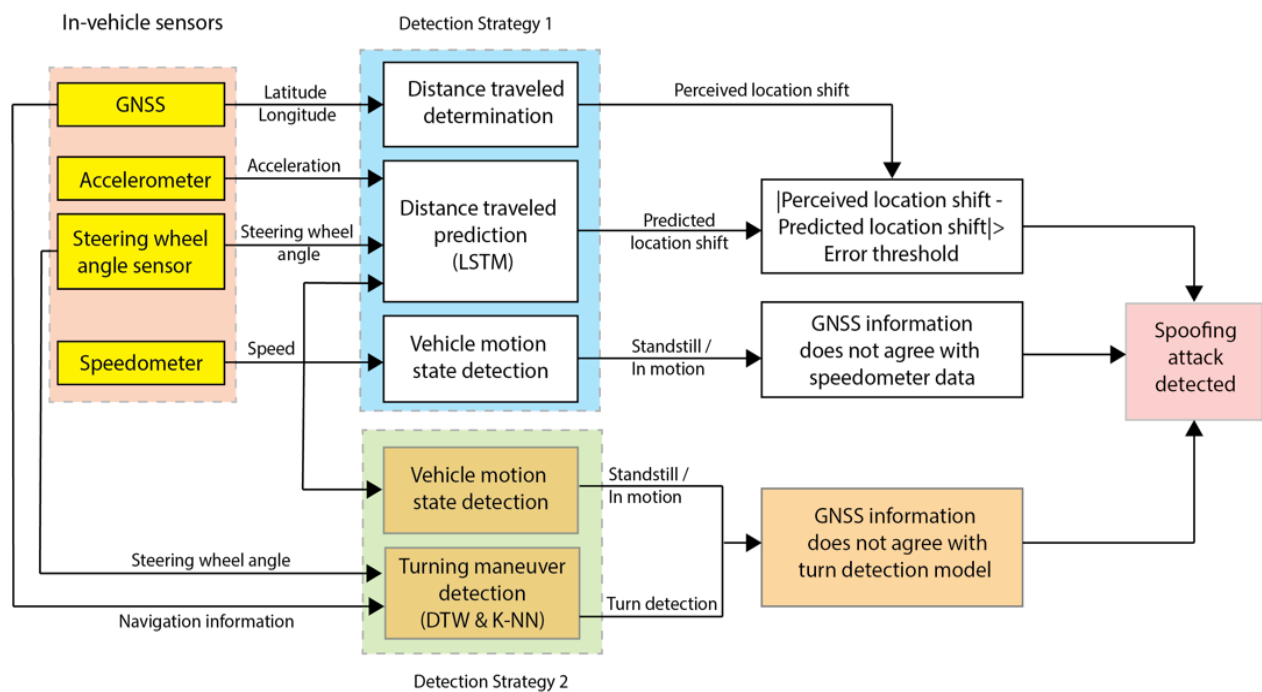 In-vehicle sensors
Detection Strategy 1
GNSS
Latitude
Longitude
Distance traveled
determination
Perceived location shift
Accelerometer
Acceleration
Steering wheel
angle sensor
Steering wheel
angle
Distance traveled
prediction
(LSTM)
Predicted
location shift
|Perceived location shift -
Predicted location shift|>
Error threshold
Speedometer
Speed
Vehicle motion
state detection
Standstill /
In motion
GNSS information
does not agree with
speedometer data
Spoofing
attack
detected
Vehicle motion
state detection
Standstill /
In motion
GNSS information
does not agree with
turn detection model
Steering wheel angle
Turning maneuver
detection
(DTW & K-NN)
Turn detection
Navigation information
Detection Strategy 2